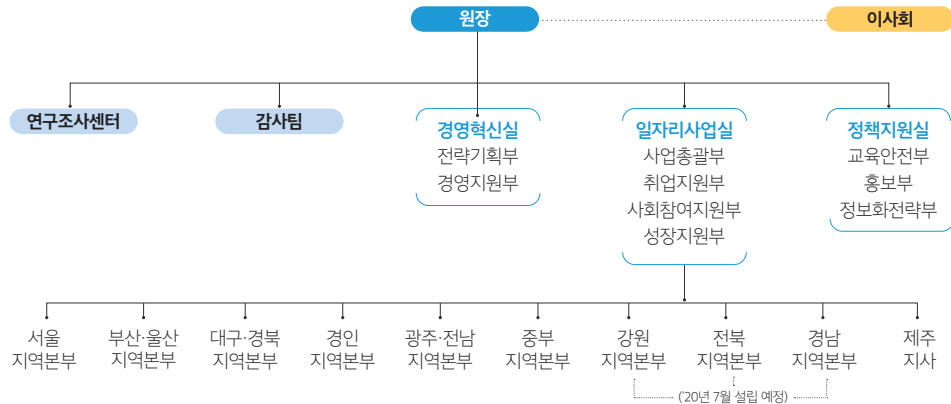 원장
이사회
연구조사센터
감사팀
경영혁신실
전략기획부
경영지원부
일자리사업실
사업총괄부
취업지원부
사회참여지원부
성장지원부
정책지원실
교육안전부
홍보부
정보화전략부
서울
지역본부
부산·울산
지역본부
대구·경북
지역본부
경인
지역본부
광주·전남
지역본부
중부
지역본부
강원
지역본부
전북
지역본부
경남
지역본부
제주
지사
('20년 7월 설립 예정)